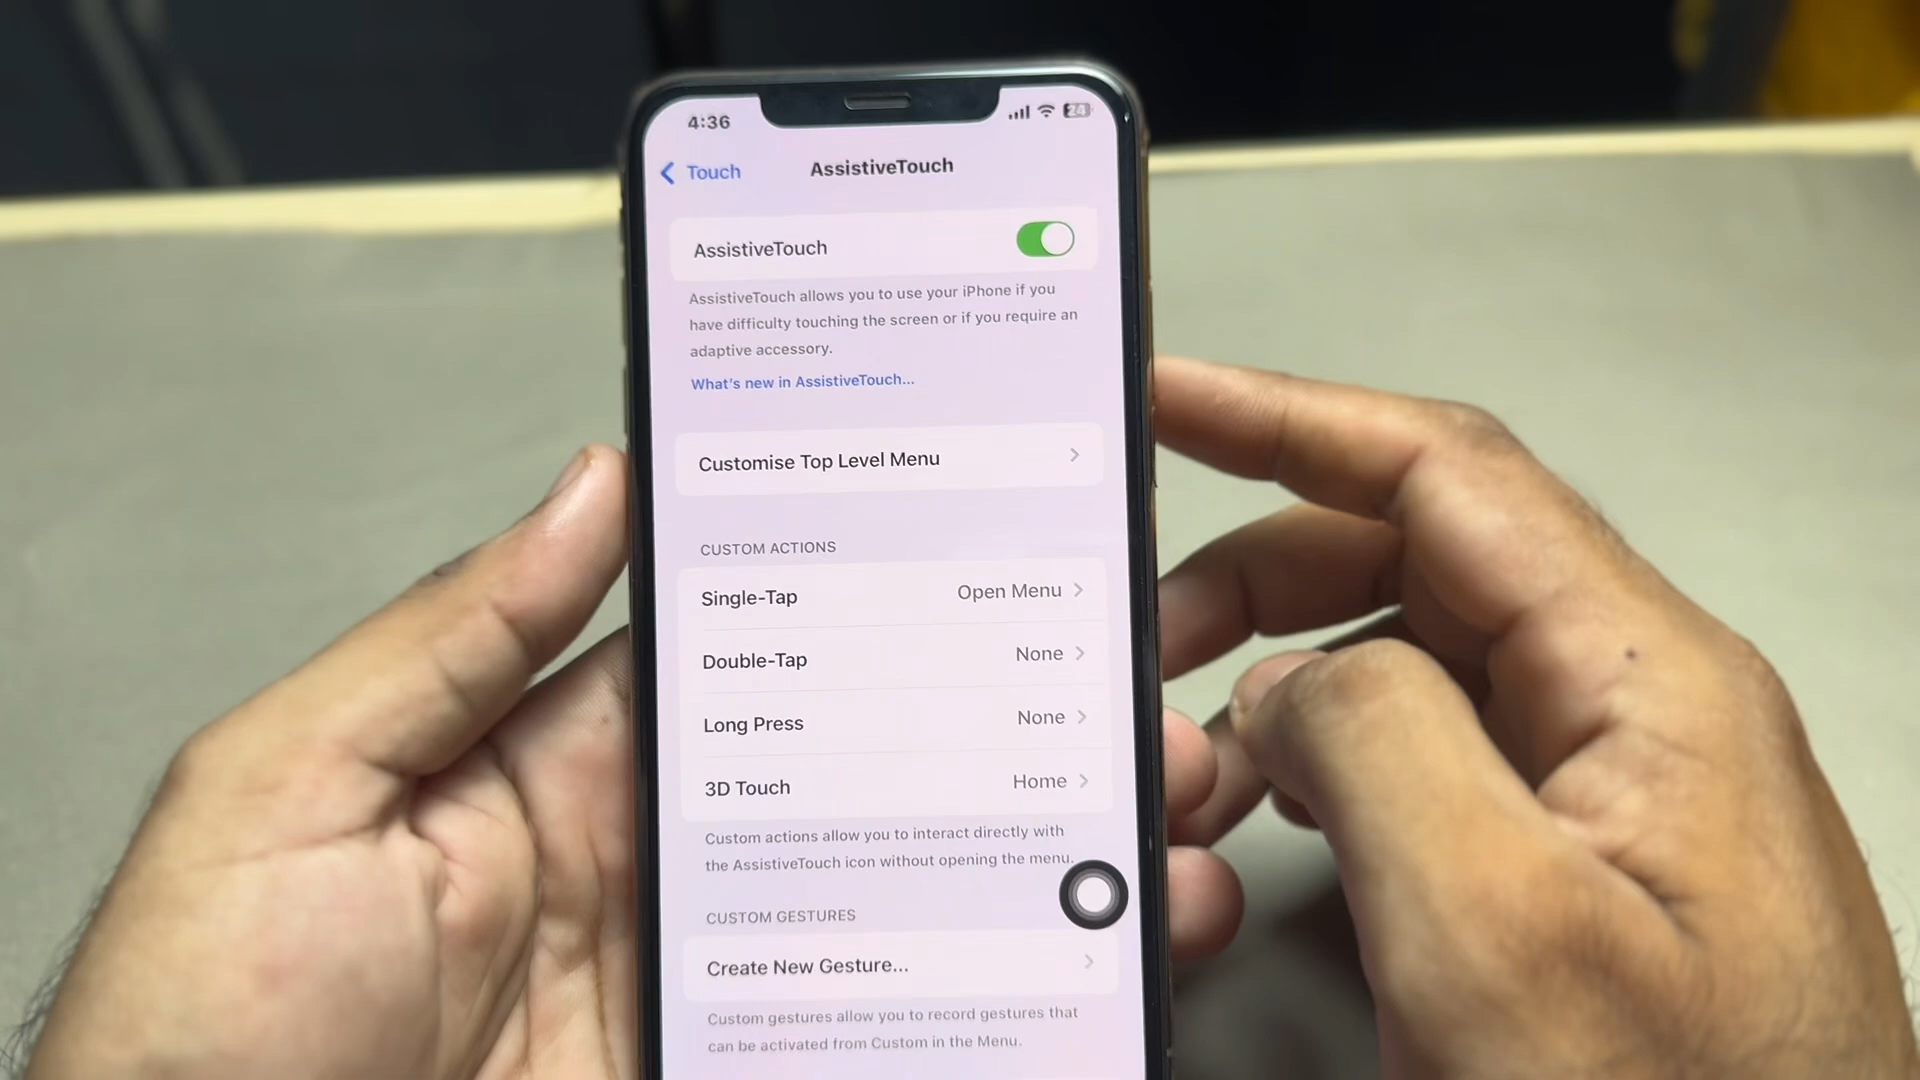 4:36
24
Touch
AssistiveTouch
AssistiveTouch
AssistiveTouch allows you to use your iPhone if you
have difficulty touching the screen or if you require an
adaptive accessory.
What's new in AssistiveTouch...
Customise Top Level Menu
CUSTOM ACTIONS
Single-Tap Open Menu
Double-Tap None
Long Press None
3D Touch Home
Custom actions allow you to interact directly with
the AssistiveTouch icon without opening the menu.
CUSTOM GESTURES
Create New Gesture...
Custom gestures allow you to record gestures that
can be activated from Custom in the Menu.